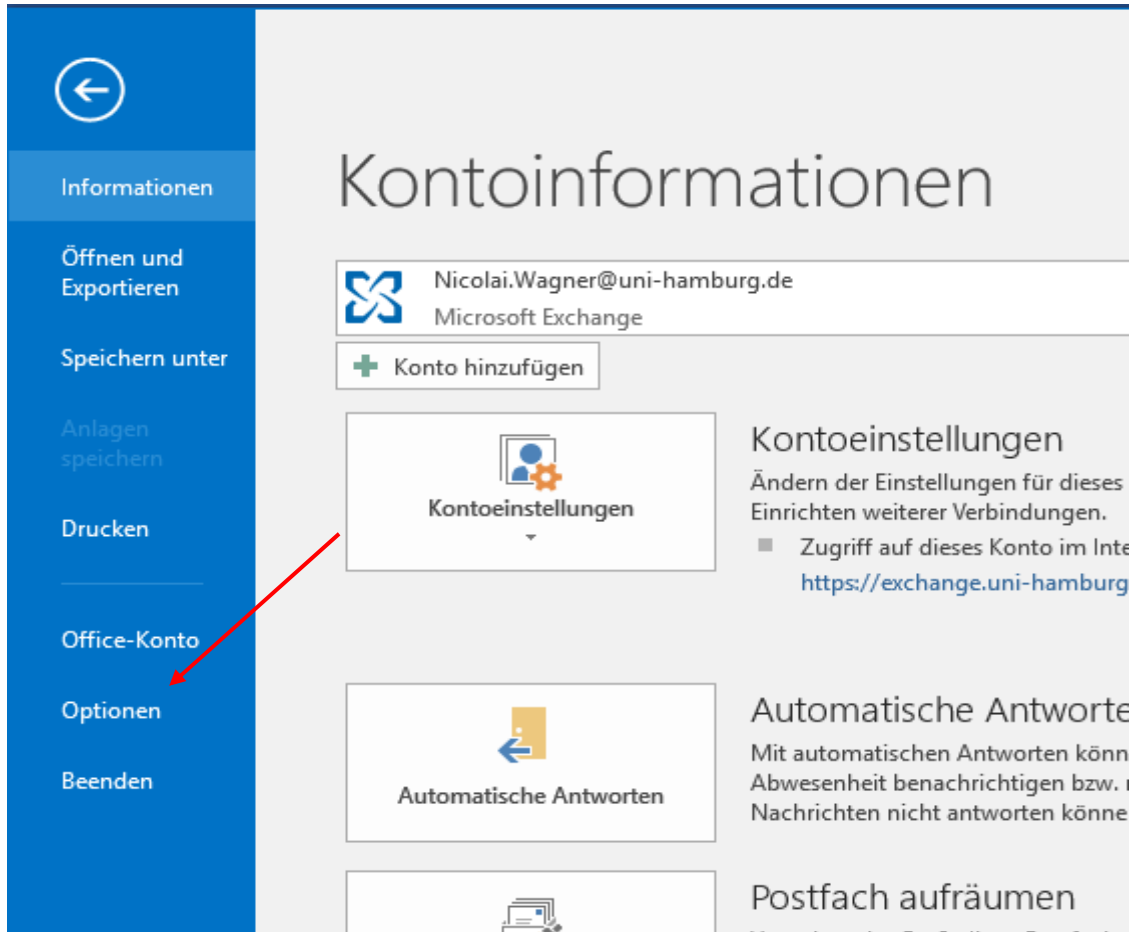 Informationen
Öffnen und
Exportieren
Speichern unter
Anlagen
speichern
Drucken
Office-Konto
Optionen
Beenden
Kontoinformationen
Nicolai.Wagner@uni-hamburg.de
Microsoft Exchange
Konto hinzufügen
Kontoeinstellungen
Kontoeinstellungen
Ändern der Einstellungen für dieses
Einrichten weiterer Verbindungen.
Zugriff auf dieses Konto im Inte
https://exchange.uni-hamburg
Automatische Antworten
Automatische Antworte
Mit automatischen Antworten könn
Abwesenheit benachrichtigen bzw.
Nachrichten nicht antworten könne
Postfach aufräumen